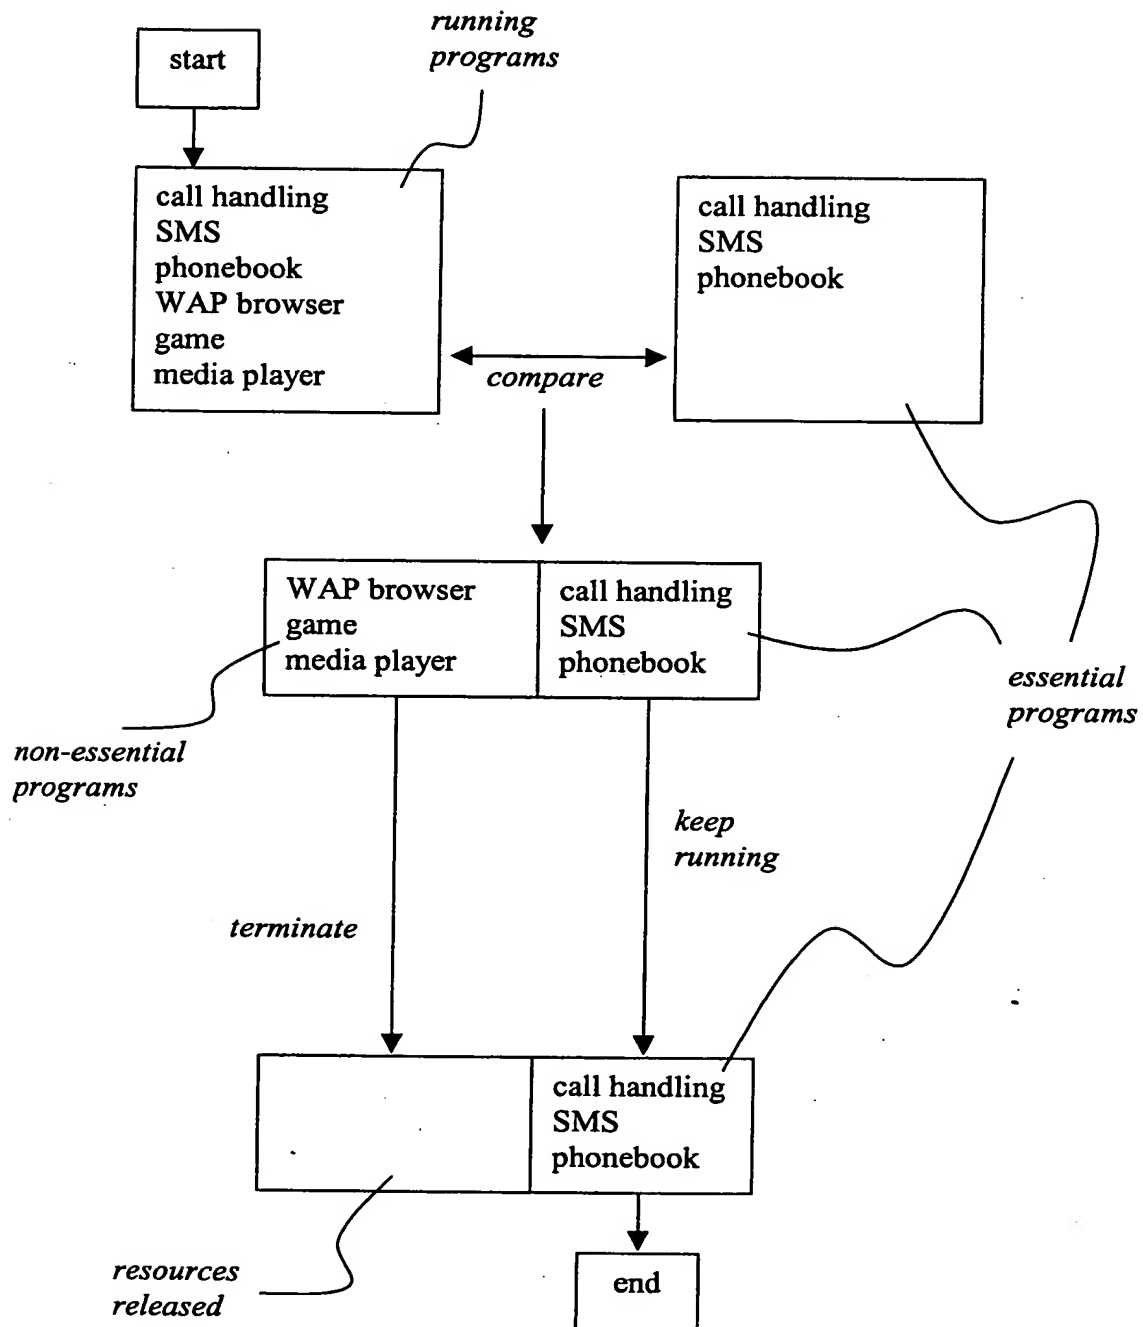 running
programs
start
call handling
SMS
phonebook
WAP browser
game
media player
call handling
SMS
phonebook
compare
WAP browser
game
media player
call handling
SMS
phonebook
essential
programs
non-essential
programs
keep
running
terminate
call handling
SMS
phonebook
resources
released
end